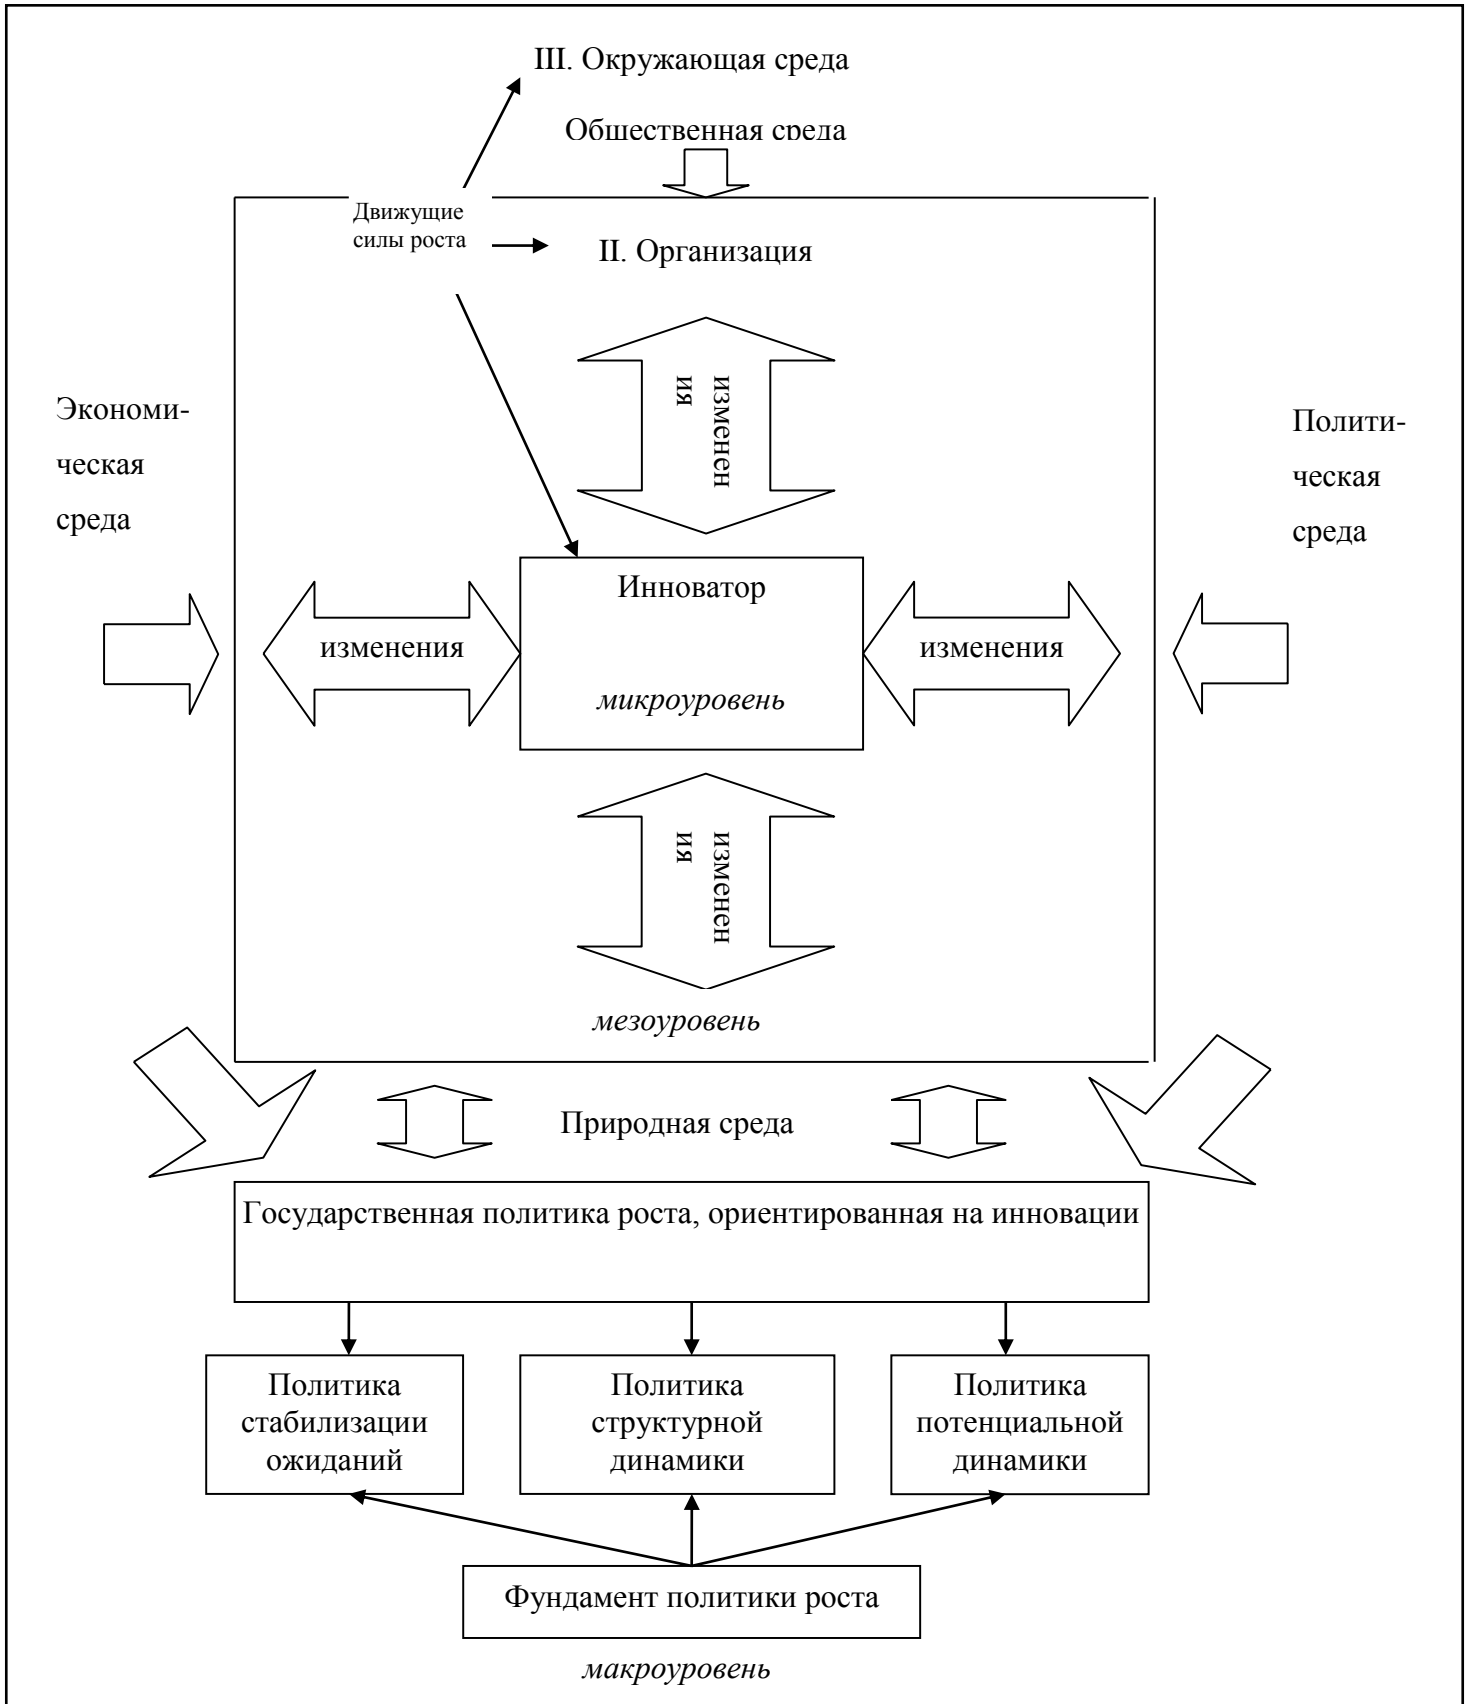 III. Окружающая среда
Общественная среда
Движущие
силы роста
II. Организация
изменен
ия
Экономи-
ческая
среда
Полити-
ческая
среда
Инноватор
изменения
изменения
микроуровень
изменен
ия
мезоуровень
Природная среда
Государственная политика роста, ориентированная на инновации
Политика
стабилизации
ожиданий
Политика
структурной
динамики
Политика
потенциальной
динамики
Фундамент политики роста
макроуровень